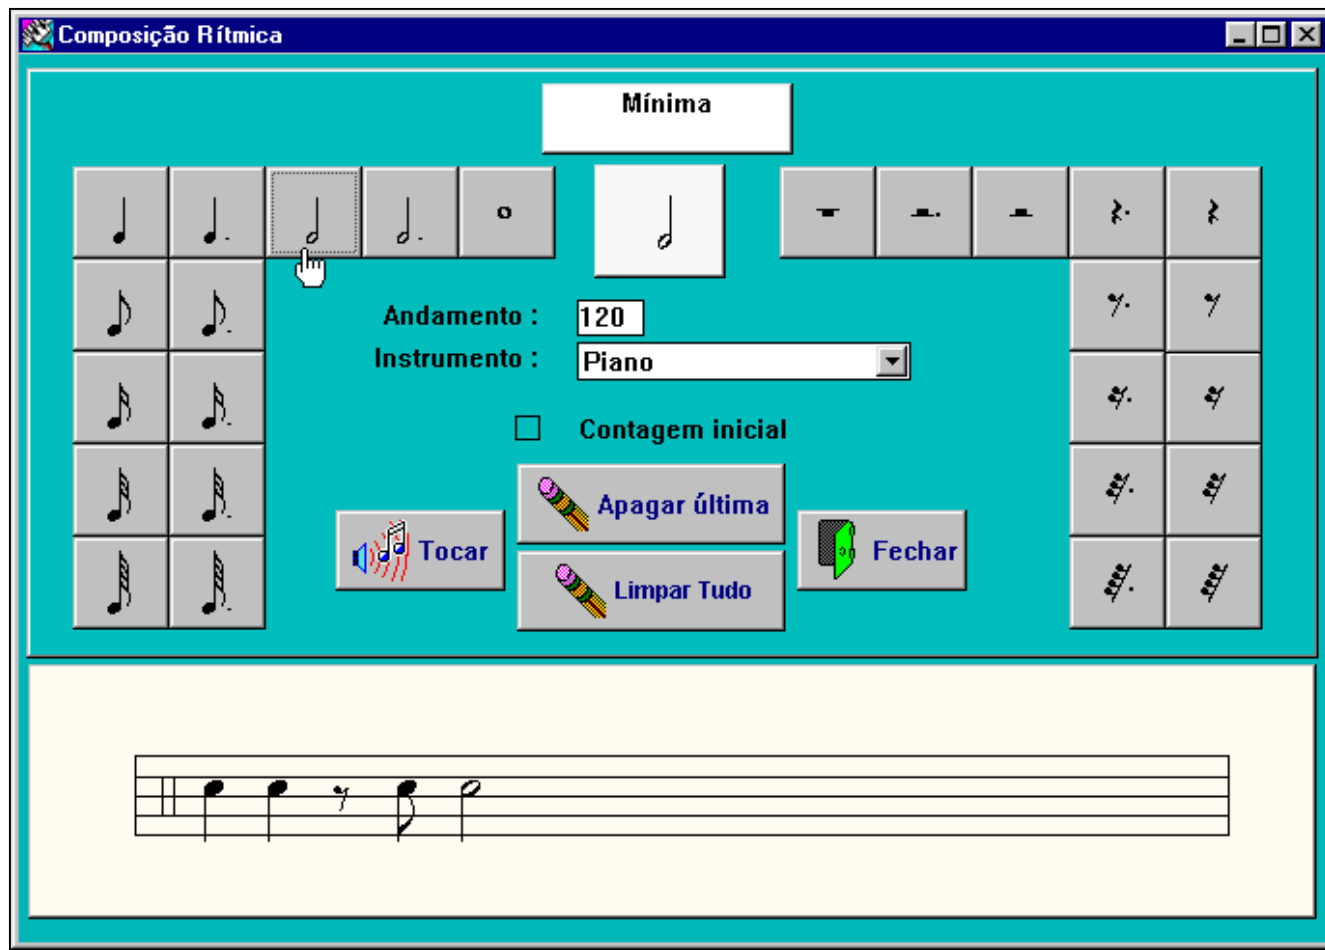 Composição Rítmica
Mínima
Andamento : 120
Instrumento : Piano
Contagem inicial
Apagar última
Tocar
Fechar
Limpar Tudo